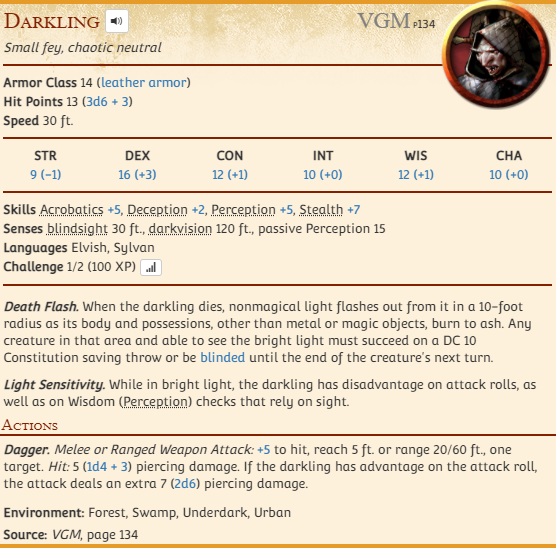 DARKLING VGM p134
Small fey, chaotic neutral
Armor Class 14 (leather armor)
Hit Points 13 (3d6 + 3)
Speed 30 ft.
STR DEX CON INT WIS CHA
9 (−1) 16 (+3) 12 (+1) 10 (+0) 12 (+1) 10 (+0)
Skills Acrobatics +5, Deception +2, Perception +5, Stealth +7
Senses blindsight 30 ft., darkvision 120 ft., passive Perception 15
Languages Elvish, Sylvan
Challenge 1/2 (100 XP)
Death Flash. When the darkling dies, nonmagical light flashes out from it in a 10–foot
radius as its body and possessions, other than metal or magic objects, burn to ash. Any
creature in that area and able to see the bright light must succeed on a DC 10
Constitution saving throw or be blinded until the end of the creature's next turn.
Light Sensitivity. While in bright light, the darkling has disadvantage on attack rolls, as
well as on Wisdom (Perception) checks that rely on sight.
ACTIONS
Dagger. Melee or Ranged Weapon Attack: +5 to hit, reach 5 ft. or range 20/60 ft., one
target. Hit: 5 (1d4 + 3) piercing damage. If the darkling has advantage on the attack roll,
the attack deals an extra 7 (2d6) piercing damage.
Environment: Forest, Swamp, Underdark, Urban
Source: VGM, page 134